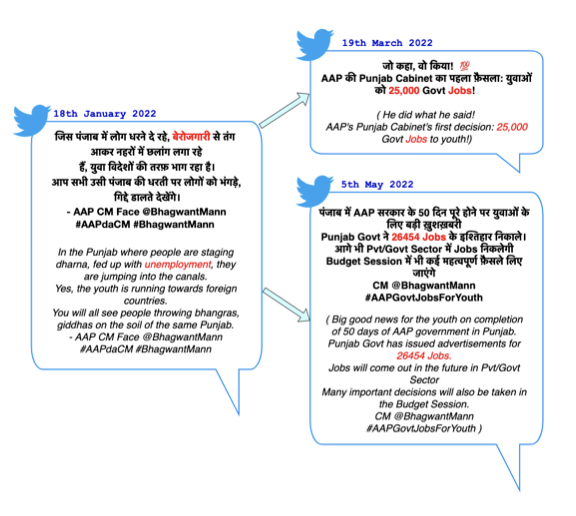 18th January 2022
जिस पंजाब में लोग धरने दे रहे, बेरोजगारी से तंग
आकर नहरों में छलांग लगा रहे
हैं, युवा विदेशों की तरफ़ भाग रहा है।
आप सभी उसी पंजाब की धरती पर लोगों को भंगड़े,
गिद्दे डालते देखेंगे।
- AAP CM Face @BhagwantMann
#AAPdaCM #BhagwantMann
In the Punjab where people are staging
dharna, fed up with unemployment, they
are jumping into the canals.
Yes, the youth is running towards foreign
countries.
You will all see people throwing bhangras,
giddhas on the soil of the same Punjab.
- AAP CM Face @BhagwantMann
#AAPdaCM #BhagwantMann
19th March 2022
जो कहा, वो किया! 💯
AAP की Punjab Cabinet का पहला फ़ैसला: युवाओं
को 25,000 Govt Jobs!
( He did what he said!
AAP's Punjab Cabinet's first decision: 25,000
Govt Jobs to youth!)
5th May 2022
पंजाब में AAP सरकार के 50 दिन पूरे होने पर युवाओं के
लिए बड़ी ख़ुशख़बरी
Punjab Govt ने 26454 Jobs के इश्तिहार निकाले।
आगे भी Pvt/Govt Sector में Jobs निकलेगी
Budget Session में भी कई महत्वपूर्ण फ़ैसले लिए
जाएंगे
CM @BhagwantMann
#AAPGovtJobsForYouth
( Big good news for the youth on completion
of 50 days of AAP government in Punjab.
Punjab Govt has issued advertisements for
26454 Jobs.
Jobs will come out in the future in Pvt/Govt
Sector
Many important decisions will also be taken in
the Budget Session.
CM @BhagwantMann
#AAPGovtJobsForYouth )